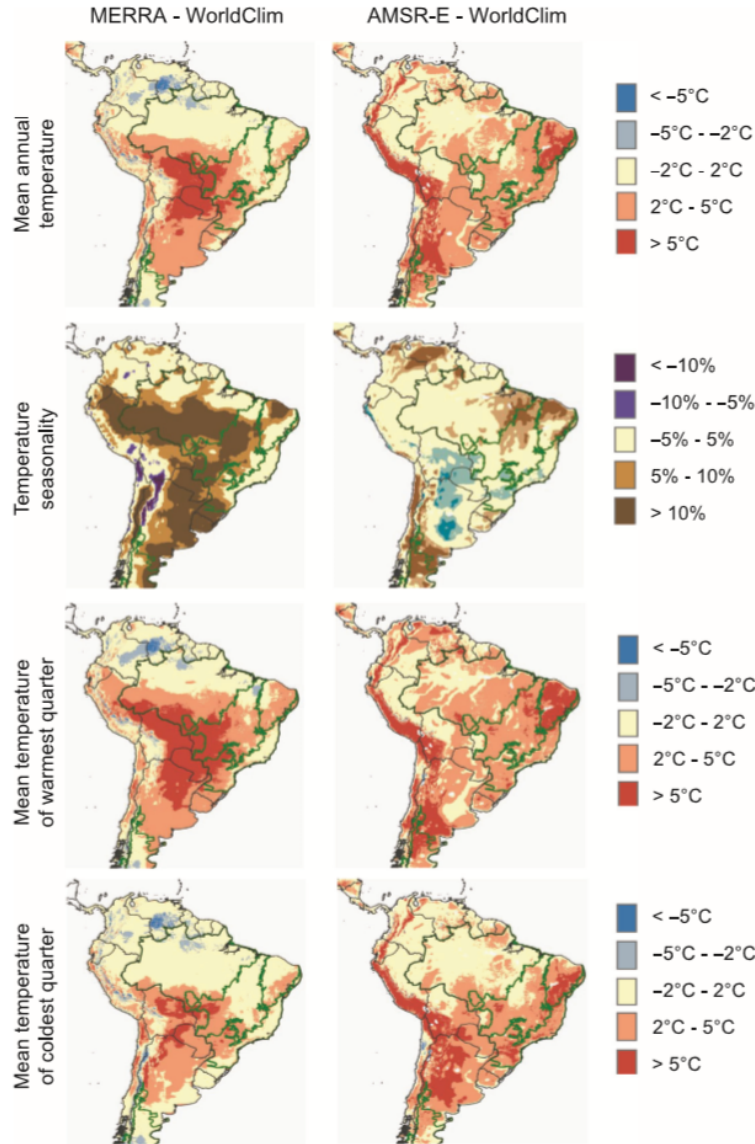 MERRA - WorldClim
AMSR-E - WorldClim
Mean annual
temperature
< –5°C
–5°C - –2°C
–2°C - 2°C
2°C - 5°C
> 5°C
Temperature
seasonality
< –10%
–10% - –5%
–5% - 5%
5% - 10%
> 10%
Mean temperature
of warmest quarter
< –5°C
–5°C - –2°C
–2°C - 2°C
2°C - 5°C
> 5°C
Mean temperature
of coldest quarter
< –5°C
–5°C - –2°C
–2°C - 2°C
2°C - 5°C
> 5°C